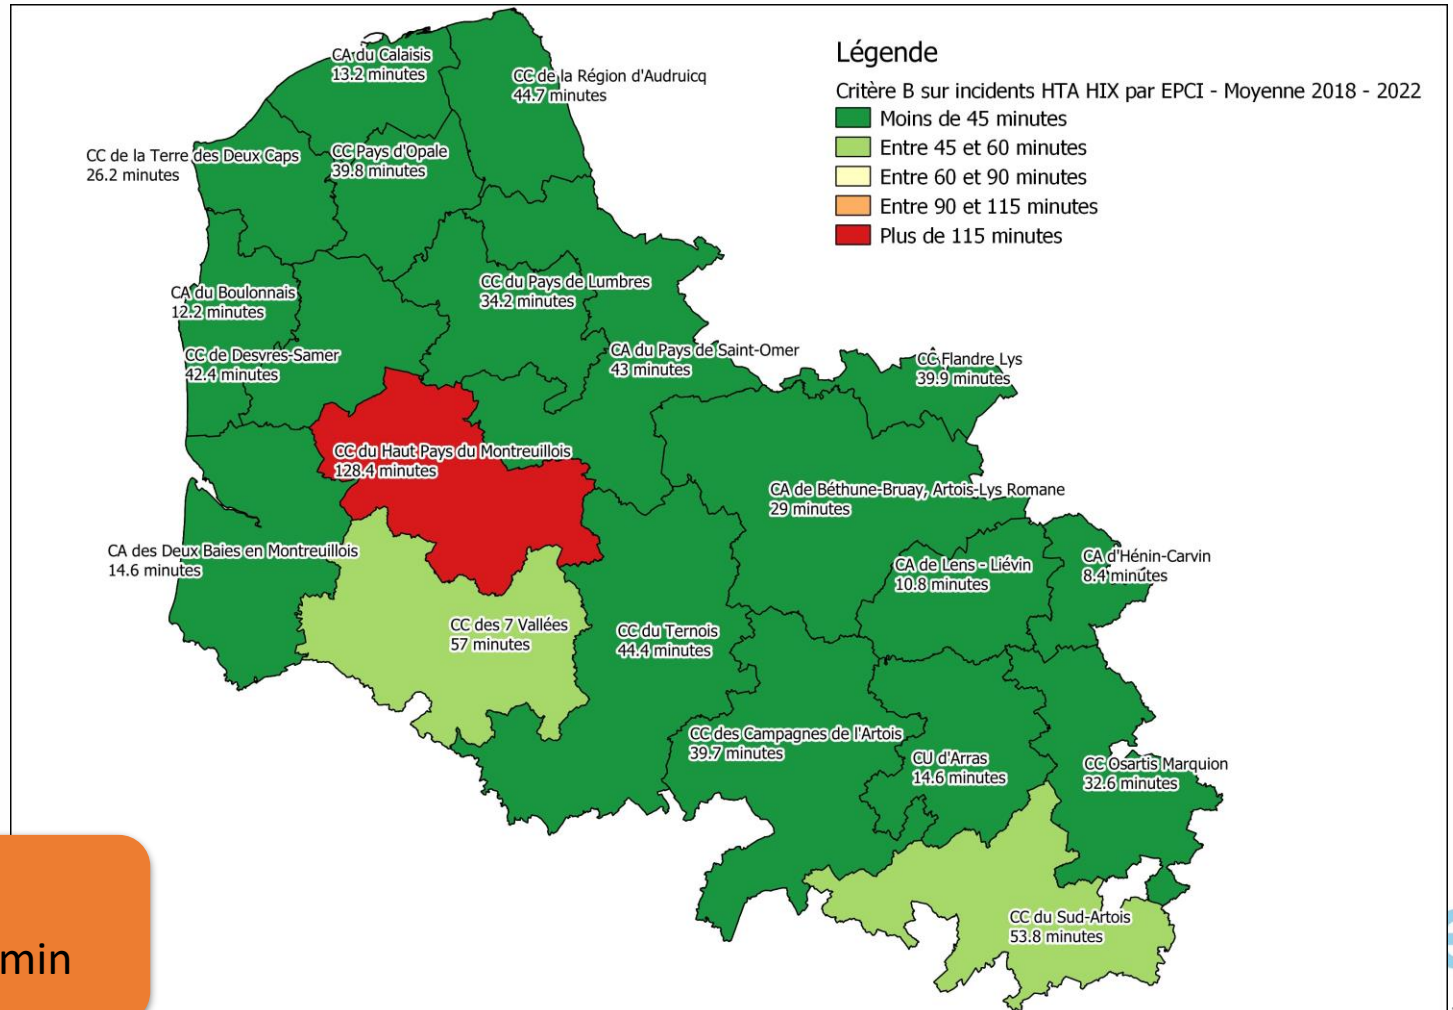 Légende
Critère B sur incidents HTA HIX par EPCI - Moyenne 2018 - 2022
Moins de 45 minutes
Entre 45 et 60 minutes
Entre 60 et 90 minutes
Entre 90 et 115 minutes
Plus de 115 minutes
CA du Calaisis
13.2 minutes
CC de la Région d'Audruicq
44.7 minutes
CC de la Terre des Deux Caps
26.2 minutes
CC Pays d'Opale
39.8 minutes
CA du Boulonnais
12.2 minutes
CC du Pays de Lumbres
34.2 minutes
CC de Desvres-Samer
42.4 minutes
CA du Pays de Saint-Omer
43 minutes
CC Flandre Lys
39.9 minutes
CC du Haut Pays du Montreuillois
128.4 minutes
CA de Béthune-Bruay, Artois-Lys Romane
29 minutes
CA des Deux Baies en Montreuillois
14.6 minutes
CA de Lens - Liévin
10.8 minutes
CA d'Hénin-Carvin
8.4 minutes
CC des 7 Vallées
57 minutes
CC du Ternois
44.4 minutes
CC des Campagnes de l'Artois
39.7 minutes
CU d'Arras
14.6 minutes
CC Osartis Marquion
32.6 minutes
CC du Sud-Artois
53.8 minutes
min